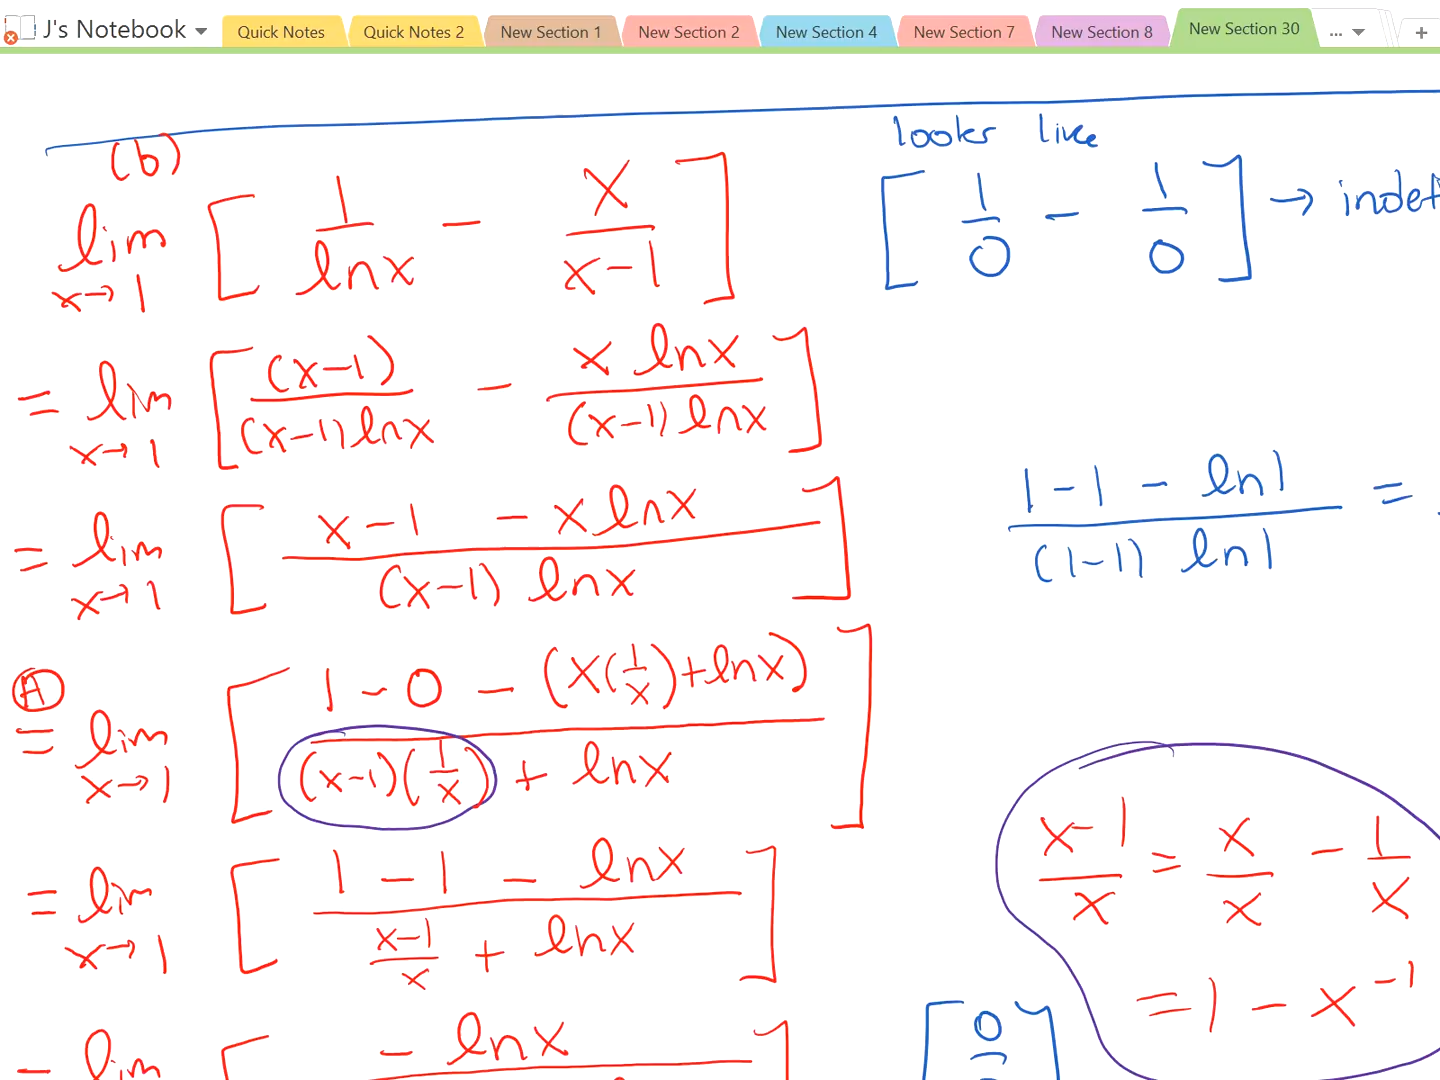 J's Notebook
Quick Notes
Quick Notes 2
New Section 1
New Section 2
New Section 4
New Section 7
New Section 8
New Section 30
...
+
(b)
lim x→1 [ 1/lnx - x/(x-1) ]
looks like
[ 1/0 - 1/0 ] →
= lim x→1 [ (x-1)/((x-1)lnx) - x lnx/((x-1)lnx) ]
= lim x→1 [ (x-1 - xlnx)/((x-1) lnx) ]
(1-1 - ln1)/((1-1) ln1) =
(H)
= lim x→1 [ (1-0 - (x(1/x)+lnx))/((x-1)(1/x) + lnx) ]
= lim x→1 [ (1-1 - lnx)/((x-1)/x + lnx) ]
(x-1)/x = x/x - 1/x
= 1 - x^-1
[ 0/
= lim [ - lnx ]